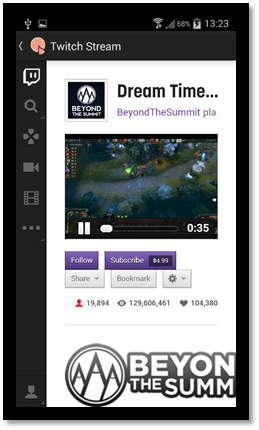 68% 13:23
Twitch Stream
BEYOND
THE SUMMIT
Dream Time...
BeyondTheSummit pla
0:35
Follow
Subscribe $4.99
Share
Bookmark
19,894 129,606,461 104,380
BEYON
THE SUMM